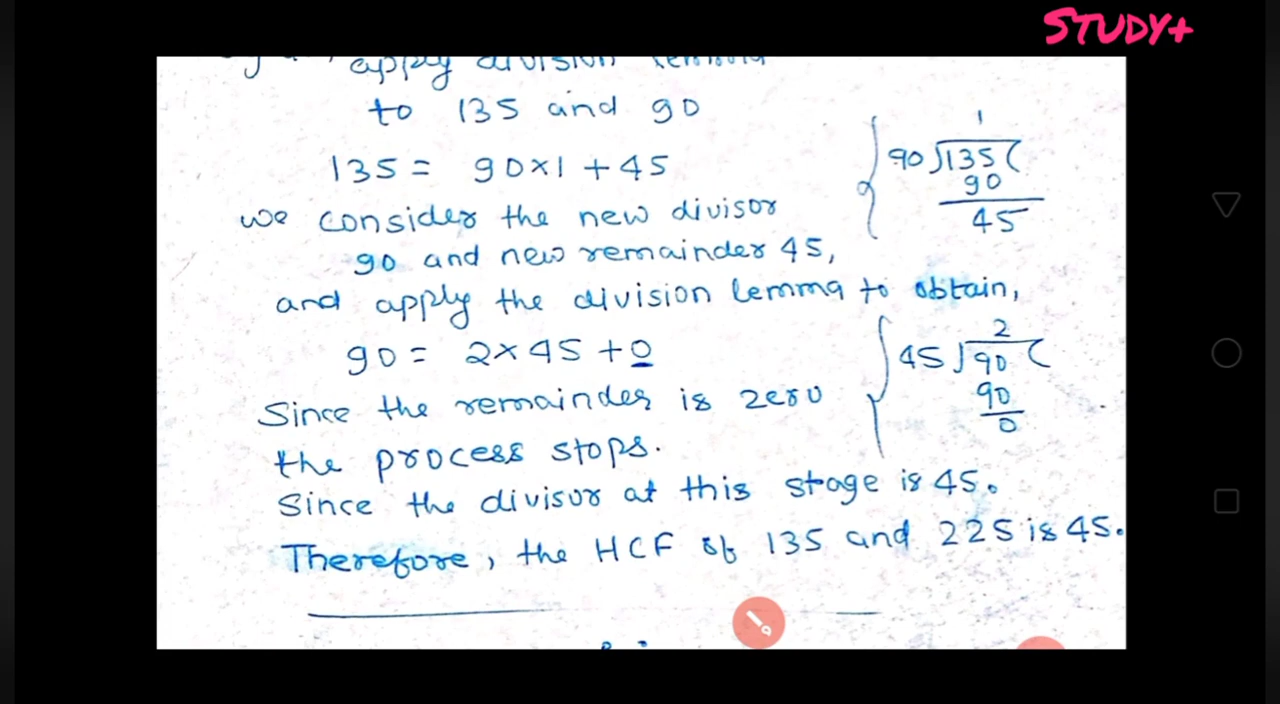 STUDY+
apply division lemma
to 135 and 90
135 = 90×1 + 45
1
90)135(
90
45
we consider the new divisor
90 and new remainder 45,
and apply the division lemma to obtain,
90 = 2×45 + 0
2
45)90(
90
0
Since the remainder is zero
the process stops.
Since the divisor at this stage is 45.
Therefore, the HCF of 135 and 225 is 45.